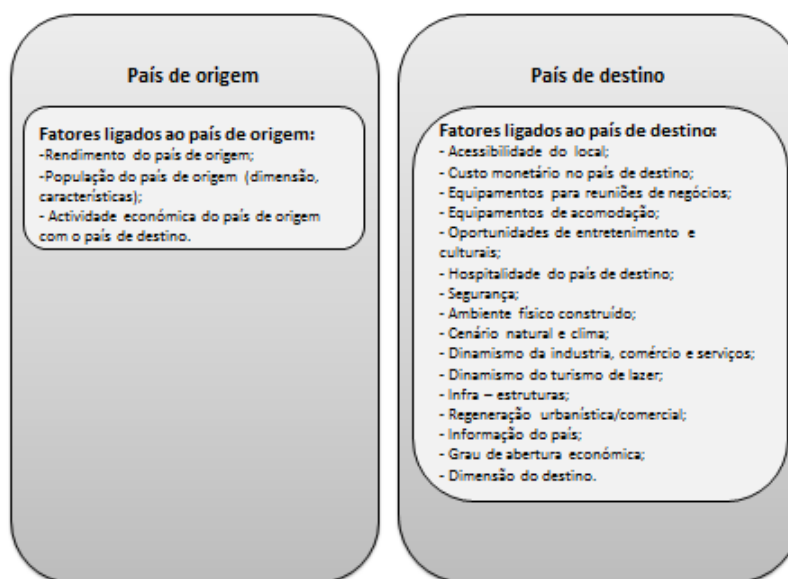 País de origem
Fatores ligados ao país de origem:
-Rendimento do país de origem;
-População do país de origem (dimensão,
características);
- Actividade económica do país de origem
com o país de destino.
País de destino
Fatores ligados ao país de destino:
- Acessibilidade do local;
- Custo monetário no país de destino;
- Equipamentos para reuniões de negócios;
- Equipamentos de acomodação;
- Oportunidades de entretenimento e
culturais;
- Hospitalidade do país de destino;
- Segurança;
- Ambiente físico construído;
- Cenário natural e clima;
- Dinamismo da industria, comércio e serviços;
- Dinamismo do turismo de lazer;
- Infra – estruturas;
- Regeneração urbanística/comercial;
- Informação do país;
- Grau de abertura económica;
- Dimensão do destino.